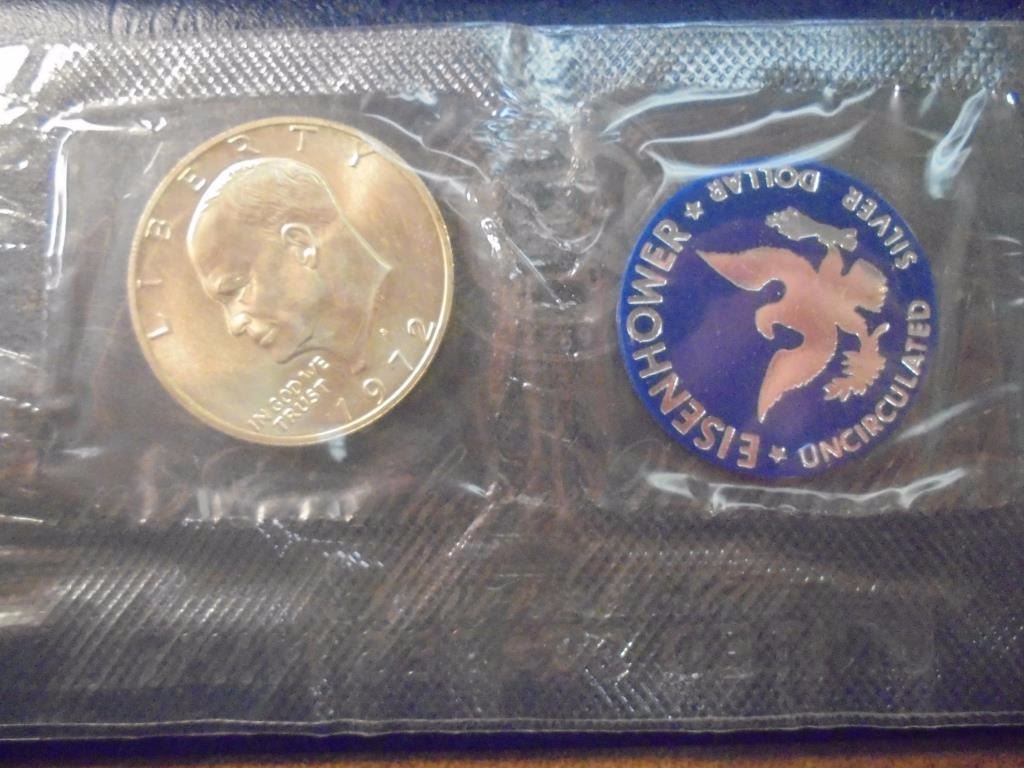 LIBERTY
IN GOD WE
TRUST
1972
EISENHOWER
★ UNCIRCULATED
SILVER DOLLAR ★